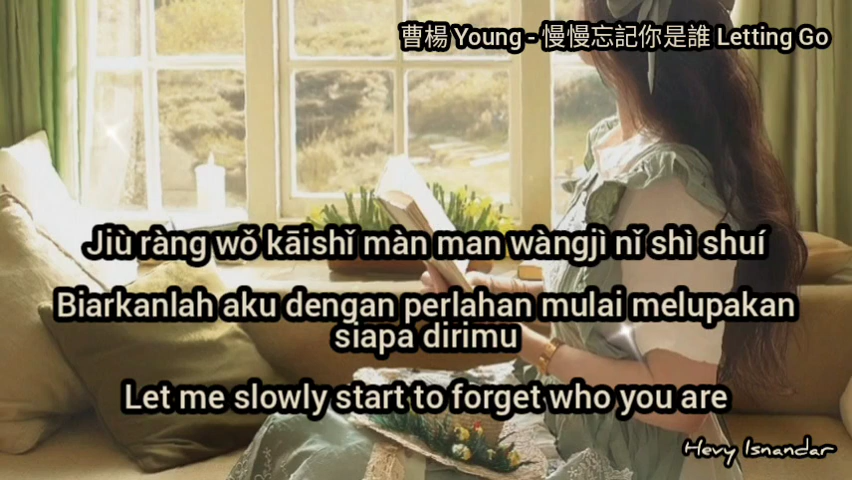 曹楊 Young - 慢慢忘記你是誰 Letting Go
Jiù ràng wǒ kāishǐ màn man wàngjì nǐ shì shuí
Biarkanlah aku dengan perlahan mulai melupakan
siapa dirimu
Let me slowly start to forget who you are
Hevy Isnandar